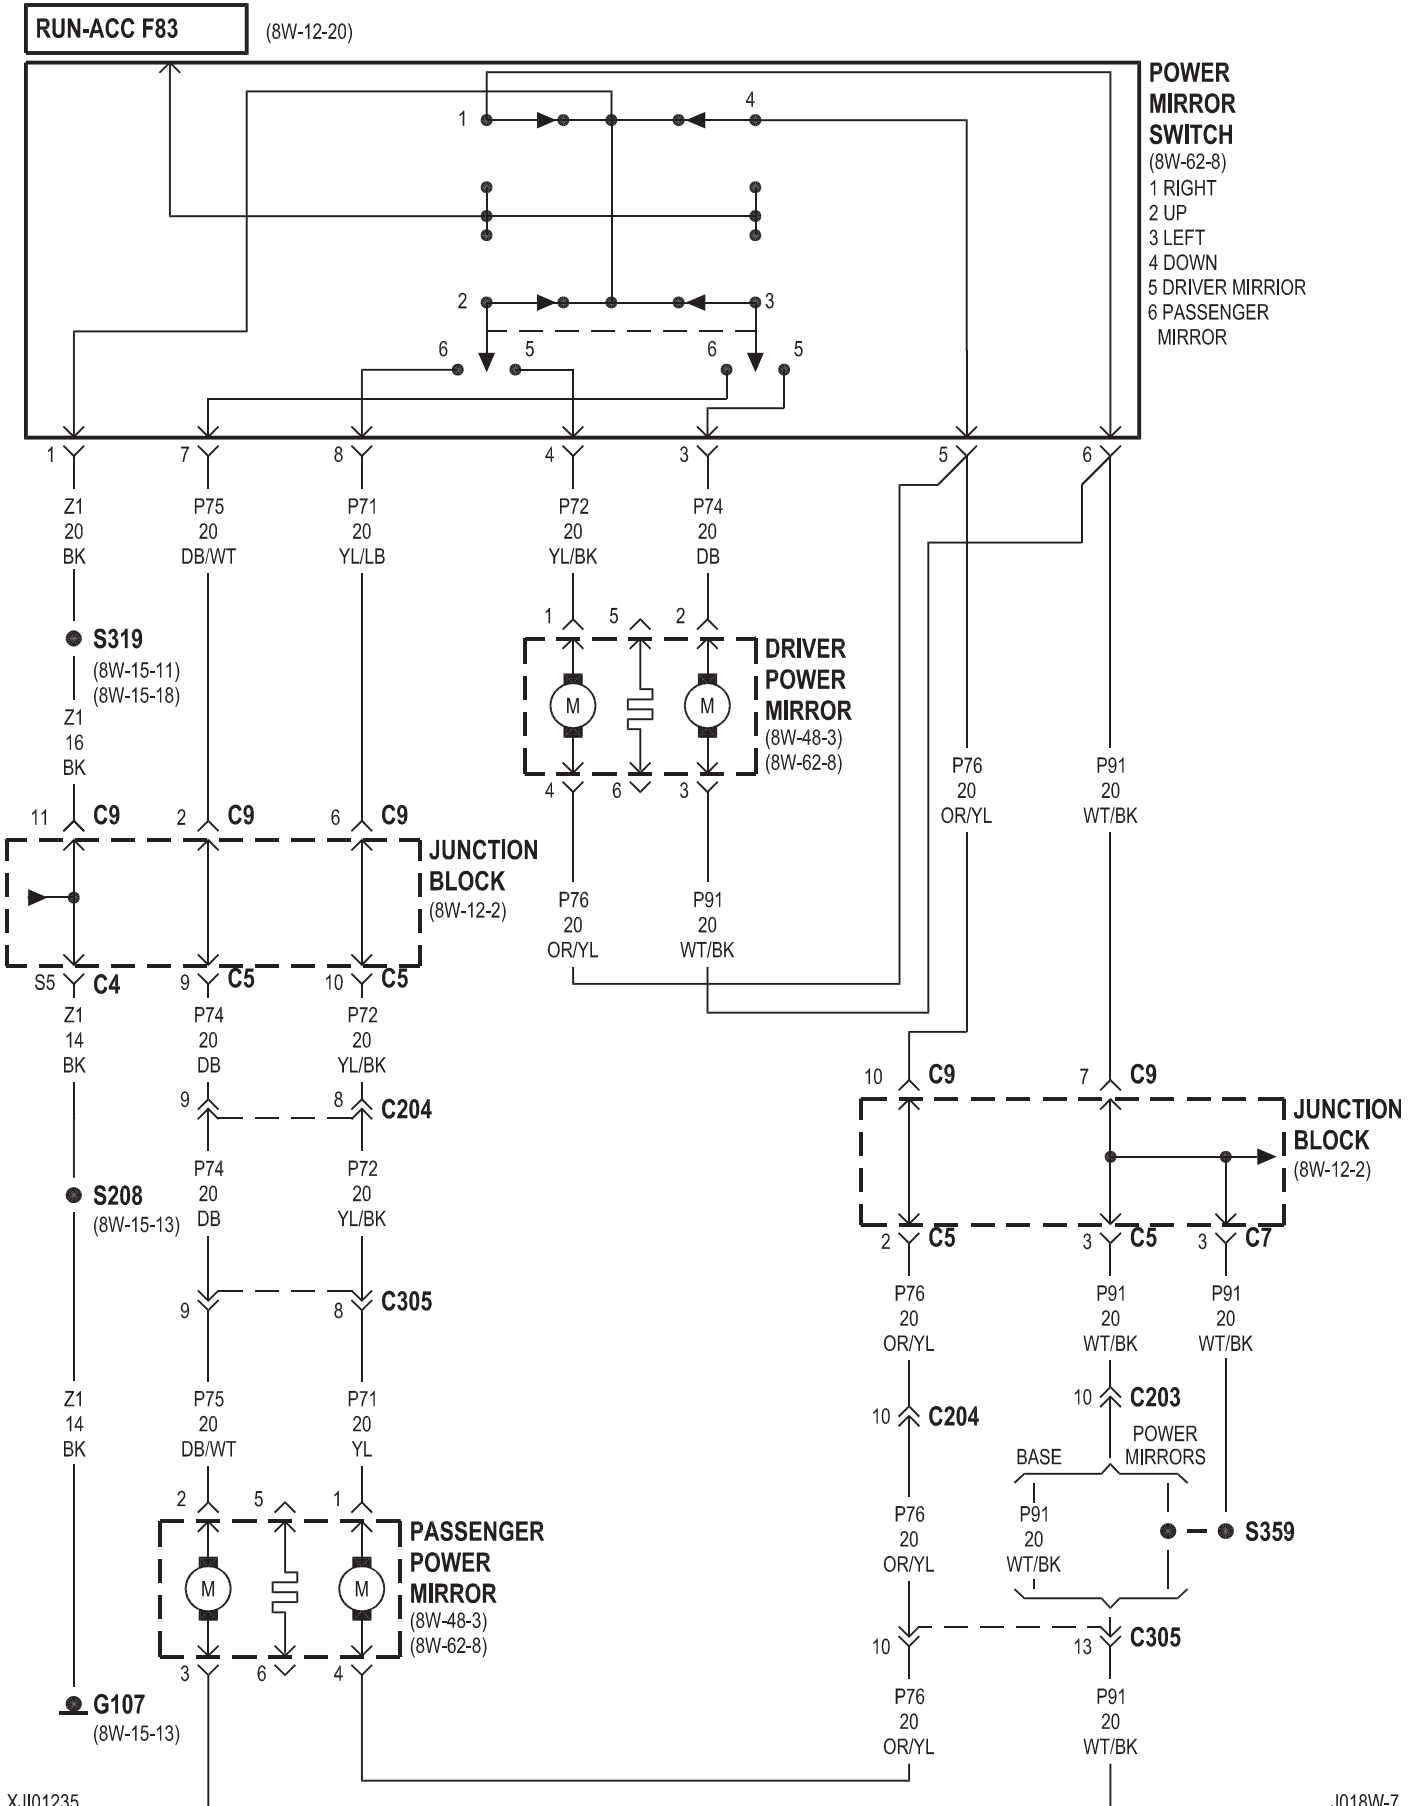 RUN-ACC F83 (8W-12-20)
POWER
MIRROR
SWITCH
(8W-62-8)
1 RIGHT
2 UP
3 LEFT
4 DOWN
5 DRIVER MIRRIOR
6 PASSENGER
MIRROR
1 4
2 3
6 5 6 5
1 7 8 4 3 5 6
Z1 P75 P71 P72 P74
20 20 20 20 20
BK DB/WT YL/LB YL/BK DB
S319
(8W-15-11)
(8W-15-18)
Z1
16
BK
1 5 2
DRIVER
POWER
MIRROR
(8W-48-3)
(8W-62-8)
M M
4 6 3
P76 P91
20 20
OR/YL WT/BK
11 C9 2 C9 6 C9
JUNCTION
BLOCK
(8W-12-2)
P76 P91
20 20
OR/YL WT/BK
S5 C4 9 C5 10 C5
Z1 P74 P72
14 20 20
BK DB YL/BK
9 8 C204
P74 P72
20 20
DB YL/BK
S208
(8W-15-13)
9 8 C305
10 C9 7 C9
JUNCTION
BLOCK
(8W-12-2)
2 C5 3 C5 3 C7
P76 P91 P91
20 20 20
OR/YL WT/BK WT/BK
Z1 P75 P71
14 20 20
BK DB/WT YL
10 C204
10 C203
BASE
POWER
MIRRORS
P76 P91
20 20
OR/YL WT/BK
S359
2 5 1
PASSENGER
POWER
MIRROR
(8W-48-3)
(8W-62-8)
M M
3 6 4
10 13 C305
P76 P91
20 20
OR/YL WT/BK
G107
(8W-15-13)
XJI01235
J018W-7